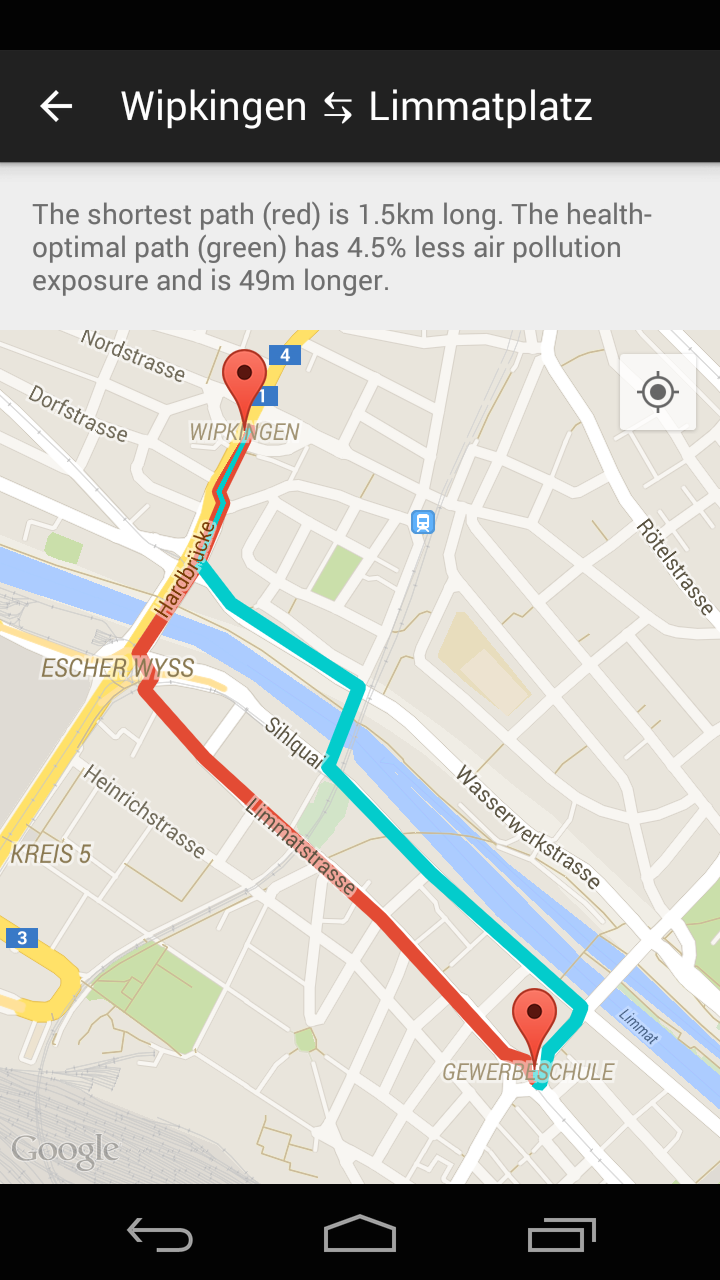 Wipkingen ⇆ Limmatplatz
The shortest path (red) is 1.5km long. The health-
optimal path (green) has 4.5% less air pollution
exposure and is 49m longer.
Nordstrasse
4
1
Dorfstrasse
WIPKINGEN
Hardbrücke
Rötelstrasse
ESCHER WYSS
Sihlquai
Heinrichstrasse
Wasserwerkstrasse
Limmatstrasse
KREIS 5
3
Limmat
GEWERBESCHULE
Google